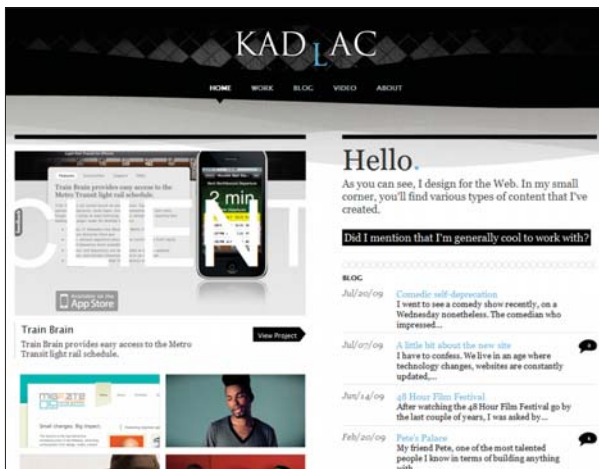 KADLAC
HOME WORK BLOG VIDEO ABOUT
Train Brain provides easy access to the
Metro Transit light rail schedule.
2 min
CLIENT
Available on the
App Store
Train Brain
View Project
Train Brain provides easy access to the Metro
Transit light rail schedule.
Small changes. Big impact.
Hello.
As you can see, I design for the Web. In my small
corner, you'll find various types of content that I've
created.
Did I mention that I'm generally cool to work with?
BLOG
Jul/20/09
Comedic self-deprecation
I went to see a comedy show recently, on a
Wednesday nonetheless. The comedian who
impressed...
Jul/07/09
A little bit about the new site
I have to confess. We live in an age where
technology changes, websites are constantly
updated,...
Jun/14/09
48 Hour Film Festival
After watching the 48 Hour Film Festival go by
the last couple of years, I was asked by...
Feb/20/09
Pete's Palace
My friend Pete, one of the most talented
people I know in terms of building anything
with